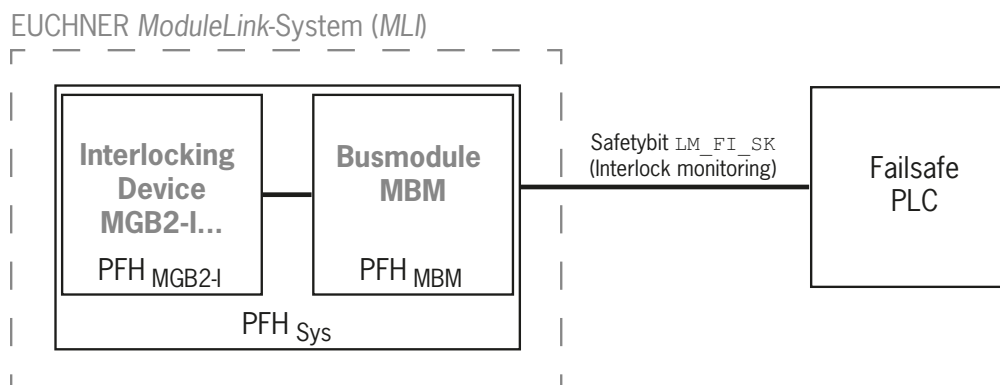 EUCHNER ModuleLink-System (MLI)
Interlocking
Device
MGB2-I...
PFH MGB2-I
Busmodule
MBM
PFH MBM
PFH Sys
Safetybit LM_FI_SK
(Interlock monitoring)
Failsafe
PLC